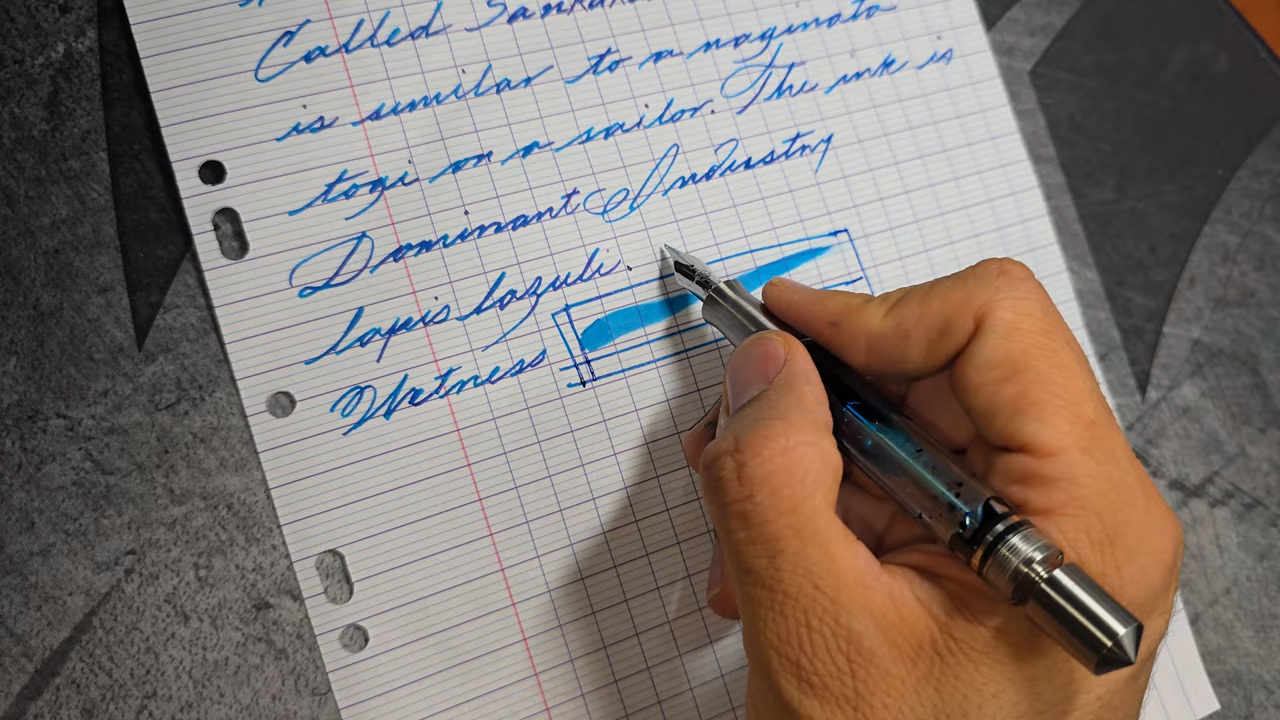 Called
is similar to a naginata
togi on a sailor. The ink is
Dominant Industry
lapis lazuli.
Wetness